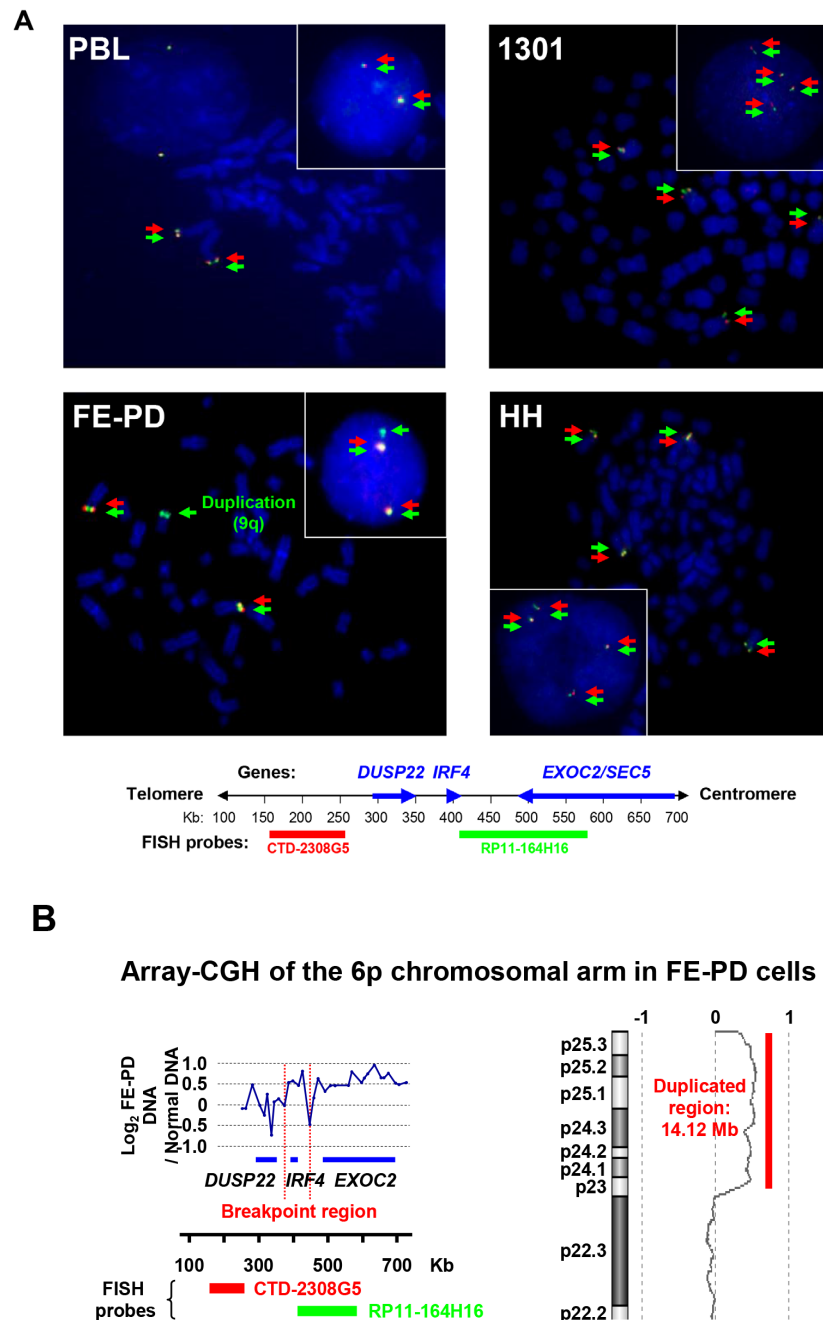 A
PBL
1301
FE-PD
Duplication
(9q)
HH
Genes: DUSP22 IRF4 EXOC2/SEC5
Telomere Centromere
Kb: 100 150 200 250 300 350 400 450 500 550 600 650 700
FISH probes: CTD-2308G5 RP11-164H16
B
Array-CGH of the 6p chromosomal arm in FE-PD cells
Log2 FE-PD
DNA
/ Normal DNA
1.0
0.5
0
-0.5
-1.0
DUSP22 IRF4 EXOC2
Breakpoint region
100 300 500 700 Kb
FISH
probes
CTD-2308G5
RP11-164H16
-1 0 1
p25.3
p25.2
p25.1
p24.3
p24.2
p24.1
p23
p22.3
p22.2
Duplicated
region:
14.12 Mb